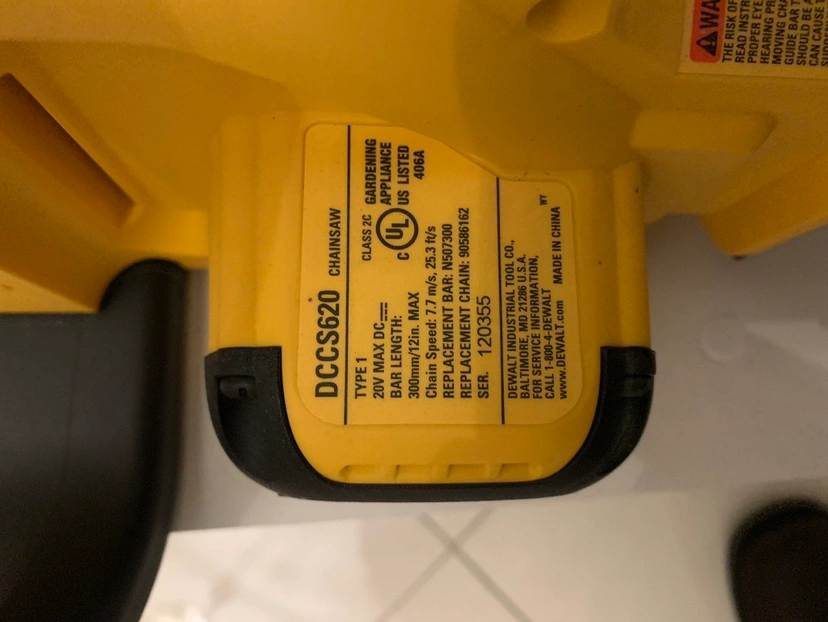 DCCS620 CHAINSAW
TYPE 1
20V MAX DC
BAR LENGTH:
300mm/12in. MAX
Chain Speed: 7.7 m/s, 25.3 ft/s
REPLACEMENT BAR: N507300
REPLACEMENT CHAIN: 90586162
SER. 120355
CLASS 2C
C UL US LISTED
GARDENING
APPLIANCE
406A
DEWALT INDUSTRIAL TOOL CO.,
BALTIMORE, MD 21286 U.S.A.
FOR SERVICE INFORMATION,
CALL 1-800-4-DEWALT
www.DEWALT.com MADE IN CHINA
WY
WA
THE RISK OF
READ INSTR
PROPER EYE
HEARING PR
MOVING CHA
GUIDE BAR T
SHOULD BE A
CAN CAUSE T